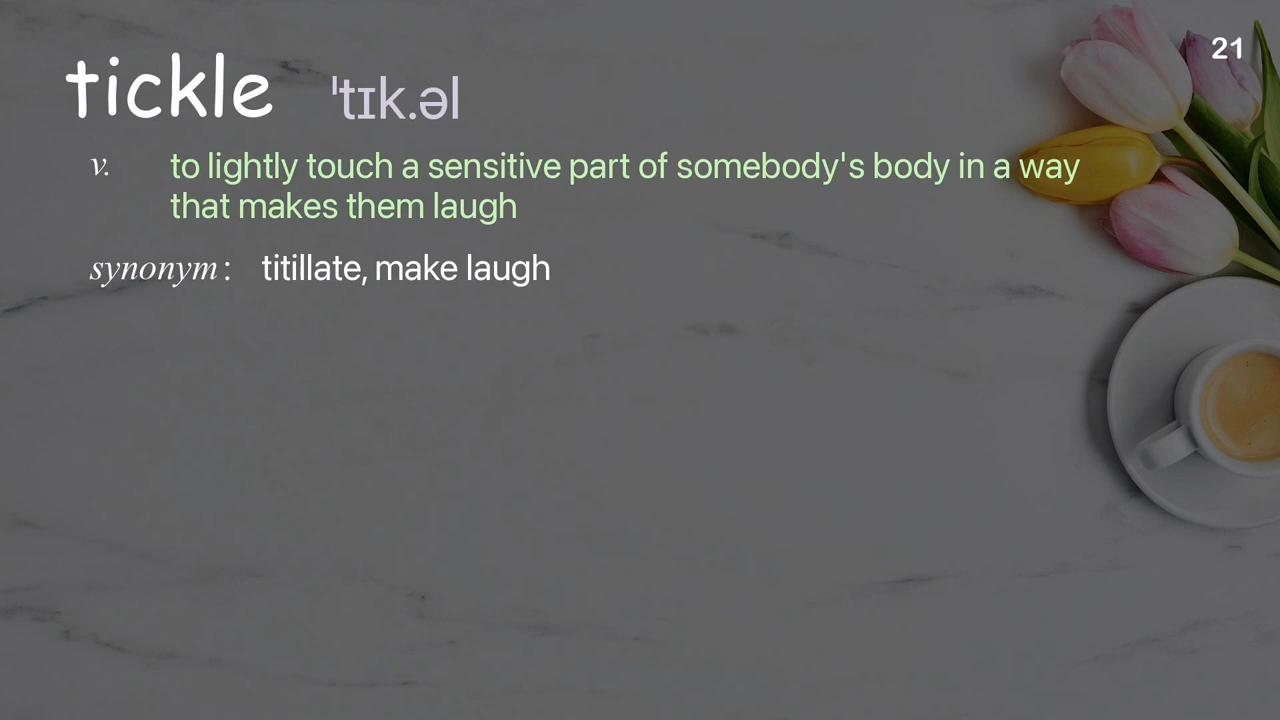 21
tickle ˈtɪk.əl
v. to lightly touch a sensitive part of somebody's body in a way
that makes them laugh
synonym : titillate, make laugh